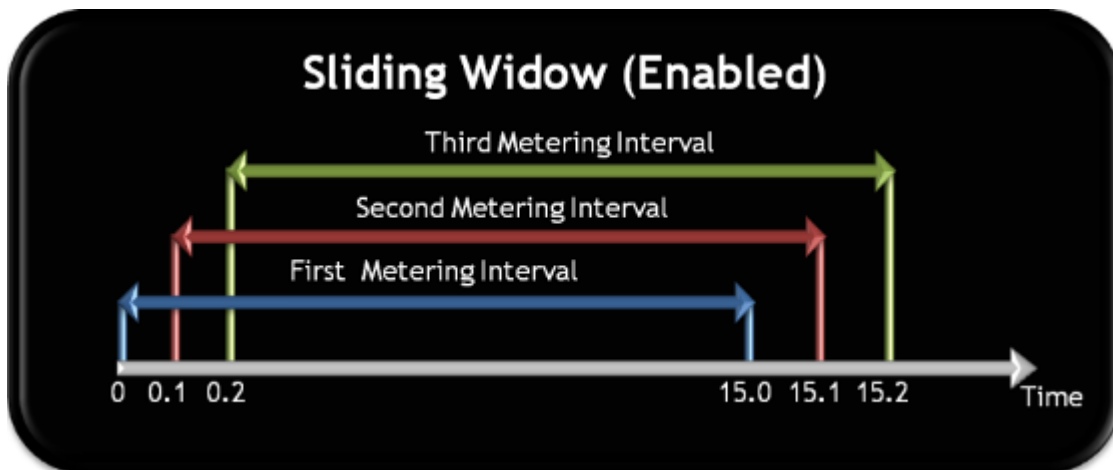 Sliding Widow (Enabled)
Third Metering Interval
Second Metering Interval
First Metering Interval
0 0.1 0.2 15.0 15.1 15.2
Time